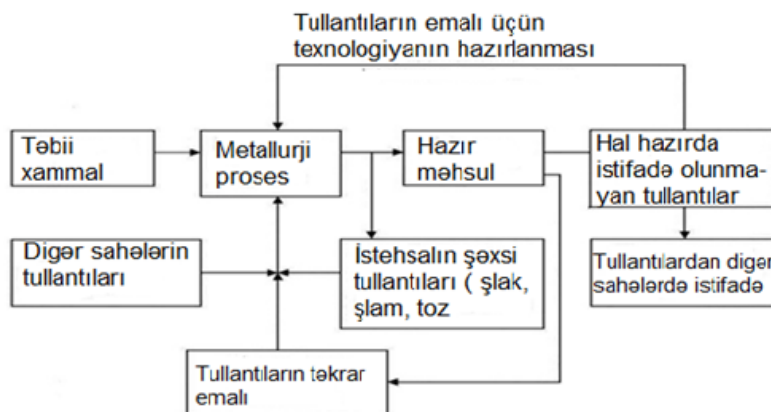 Tullantıların emalı üçün
texnologiyanın hazırlanması
Təbii
xammal
Metallurji
proses
Hazır
məhsul
Hal hazırda
istifadə olunma-
yan tullantılar
Digər sahələrin
tullantıları
İstehsalın şəxsi
tullantıları ( şlak,
şlam, toz
Tullantılardan digər
sahələrdə istifadə
Tullantıların təkrar
emalı